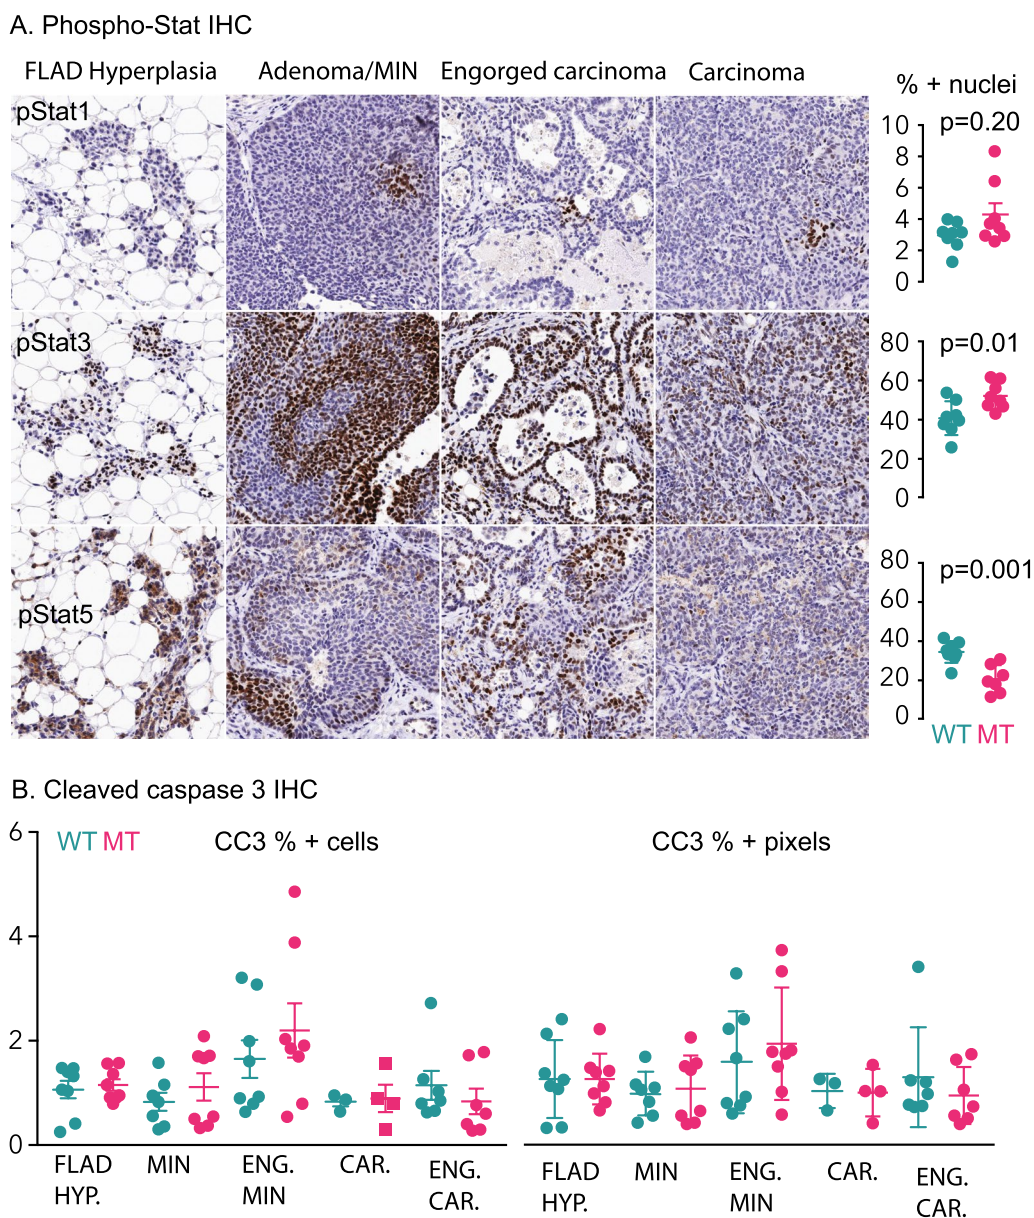 A. Phospho-Stat IHC
FLAD Hyperplasia Adenoma/MIN Engorged carcinoma Carcinoma
% + nuclei
pStat1
p=0.20
10
8
6
4
2
0
pStat3
p=0.01
80
60
40
20
0
pStat5
p=0.001
80
60
40
20
0
WT MT
B. Cleaved caspase 3 IHC
WT MT CC3 % + cells CC3 % + pixels
6
4
2
0
FLAD HYP. MIN ENG. MIN CAR. ENG. CAR.
FLAD HYP. MIN ENG. MIN CAR. ENG. CAR.